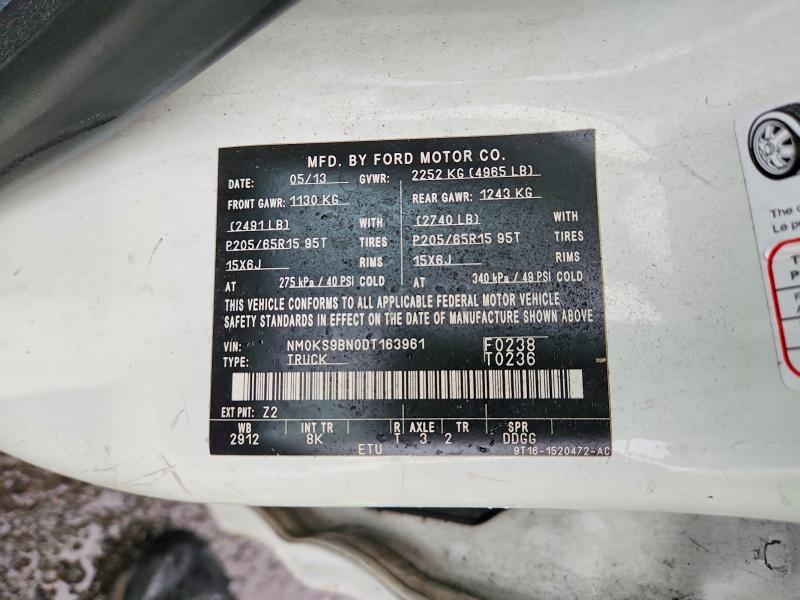 MFD. BY FORD MOTOR CO.
DATE: 05/13 GVWR: 2252 KG (4965 LB)
FRONT GAWR: 1130 KG REAR GAWR: 1243 KG
(2491 LB) WITH (2740 LB) WITH
P205/65R15 95T TIRES P205/65R15 95T TIRES
15X6J RIMS 15X6J RIMS
AT 275 kPa / 40 PSI COLD AT 340 kPa / 49 PSI COLD
THIS VEHICLE CONFORMS TO ALL APPLICABLE FEDERAL MOTOR VEHICLE
SAFETY STANDARDS IN EFFECT ON THE DATE OF MANUFACTURE SHOWN ABOVE
VIN: NM0KS9BN0DT163961 F0238
TYPE: TRUCK T0236
EXT PNT: Z2
WB INT TR R AXLE TR SPR
2912 8K T 3 2 DDGG
ETU 9T16-1520472-AC
The
Le
C